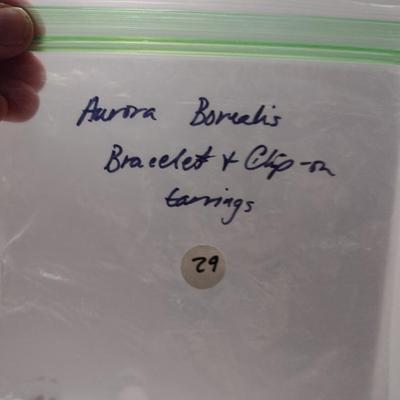 Aurora Borealis
Bracelet & Clip-on
Earrings
29